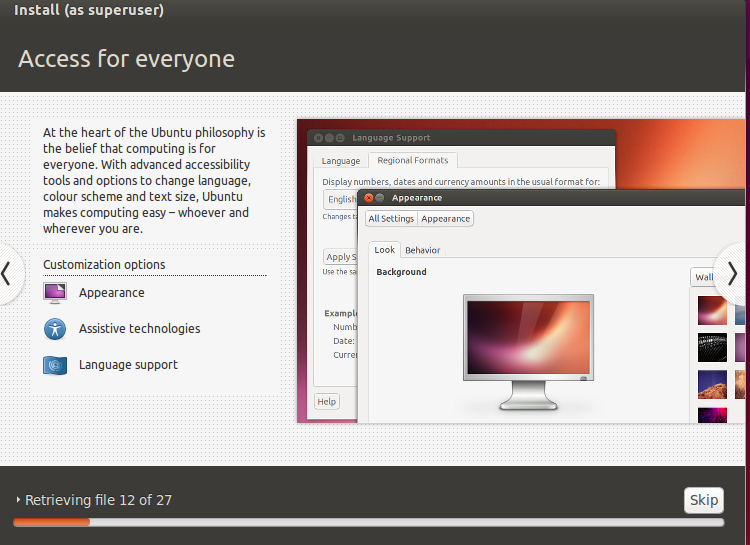 Install (as superuser)
Access for everyone
At the heart of the Ubuntu philosophy is
the belief that computing is for
everyone. With advanced accessibility
tools and options to change language,
colour scheme and text size, Ubuntu
makes computing easy – whoever and
wherever you are.
Customization options
Appearance
Assistive technologies
Language support
Language Support
Language
Regional Formats
Display numbers, dates and currency amounts in the usual format for:
English
Changes
Apply S
Use the sa
Example
Numb
Date:
Curre
Help
Appearance
All Settings
Appearance
Look
Behavior
Background
Wall
Retrieving file 12 of 27
Skip